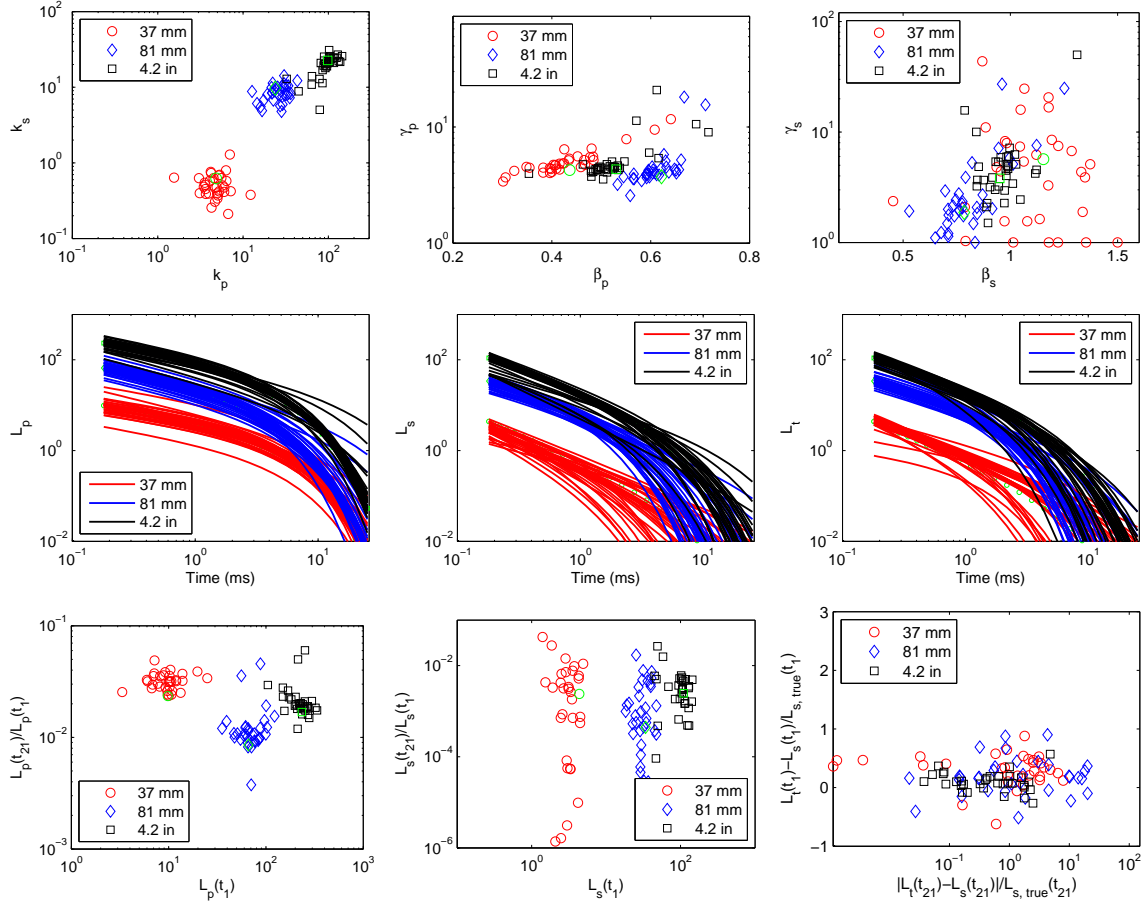 37 mm
81 mm
4.2 in
10^2
10^1
10^0
10^-1
k_s
10^-1
10^0
10^1
10^2
k_p
37 mm
81 mm
4.2 in
10^1
10^0
γ_p
0.2
0.4
0.6
0.8
β_p
37 mm
81 mm
4.2 in
10^2
10^1
10^0
γ_s
0.5
1
1.5
β_s
37 mm
81 mm
4.2 in
10^2
10^0
10^-2
L_p
10^-1
10^0
10^1
Time (ms)
37 mm
81 mm
4.2 in
10^2
10^0
10^-2
L_s
10^-1
10^0
10^1
Time (ms)
37 mm
81 mm
4.2 in
10^2
10^0
10^-2
L_t
10^-1
10^0
10^1
Time (ms)
37 mm
81 mm
4.2 in
10^-1
10^-2
10^-3
L_p(t_21)/L_p(t_1)
10^0
10^1
10^2
10^3
L_p(t_1)
37 mm
81 mm
4.2 in
10^-2
10^-4
10^-6
L_s(t_21)/L_s(t_1)
10^0
10^2
L_s(t_1)
37 mm
81 mm
4.2 in
3
2
1
0
−1
L_t(t_1)−L_s(t_1)/L_s, true(t_1)
10^-1
10^0
10^1
10^2
|L_t(t_21)−L_s(t_21)|/L_s, true(t_21)